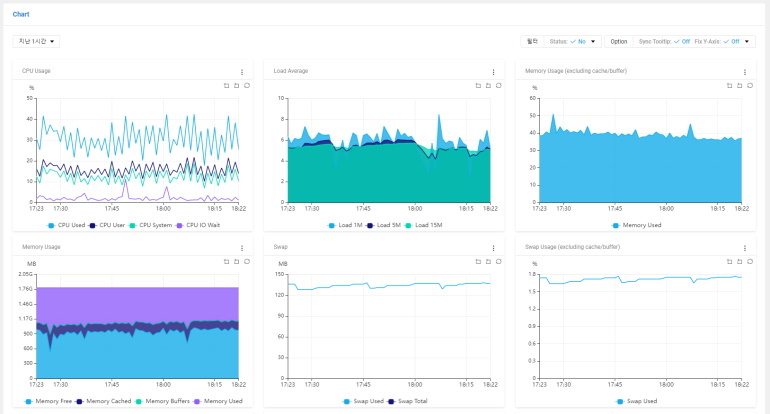 Chart
지난 1시간
필터 Status: No Option Sync Tooltip: Off Fix Y-Axis: Off
CPU Usage
%
50
40
30
20
10
0
17:23 17:30 17:45 18:00 18:15 18:22
CPU Used CPU User CPU System CPU IO Wait
Load Average
10
8
6
4
2
0
17:23 17:30 17:45 18:00 18:15 18:22
Load 1M Load 5M Load 15M
Memory Usage (excluding cache/buffer)
%
60
50
40
30
20
10
0
17:23 17:30 17:45 18:00 18:15 18:22
Memory Used
Memory Usage
MB
2.05G
1.76G
1.46G
1.17G
900
600
300
0
17:23 17:30 17:45 18:00 18:15 18:22
Memory Free Memory Cached Memory Buffers Memory Used
Swap
MB
150
120
90
60
30
0
17:23 17:30 17:45 18:00 18:15 18:22
Swap Used Swap Total
Swap Usage (excluding cache/buffer)
%
1.8
1.5
1.2
0.9
0.6
0.3
0
17:23 17:30 17:45 18:00 18:15 18:22
Swap Used